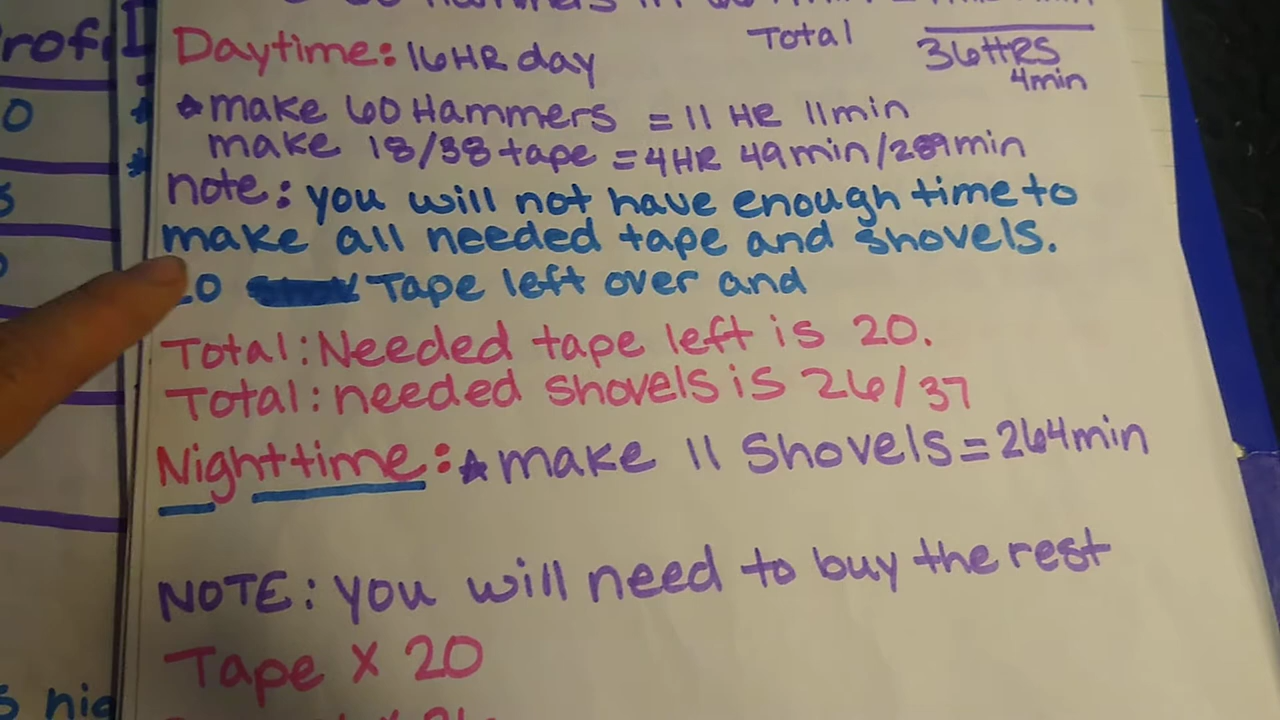 Total
36HRS
4min
Daytime: 16HR day
make 60 Hammers = 11 HR 11min
make 18/38 tape = 4HR 49min/289min
note: you will not have enough time to
make all needed tape and shovels.
20 Tape left over and
Total: Needed tape left is 20.
Total: needed shovels is 26/37
Nighttime: make 11 Shovels = 264min
NOTE: you will need to buy the rest
Tape x 20